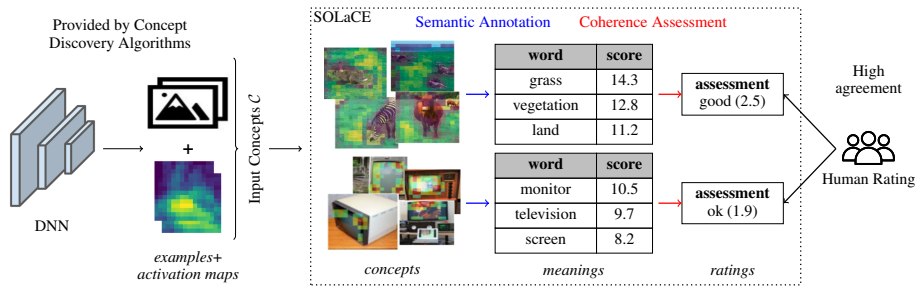 Provided by Concept
Discovery Algorithms
DNN
+
examples+
activation maps
Input Concepts C
SOLaCE
Semantic Annotation
Coherence Assessment
word score
grass 14.3
vegetation 12.8
land 11.2
assessment
good (2.5)
word score
monitor 10.5
television 9.7
screen 8.2
assessment
ok (1.9)
concepts
meanings
ratings
High
agreement
Human Rating